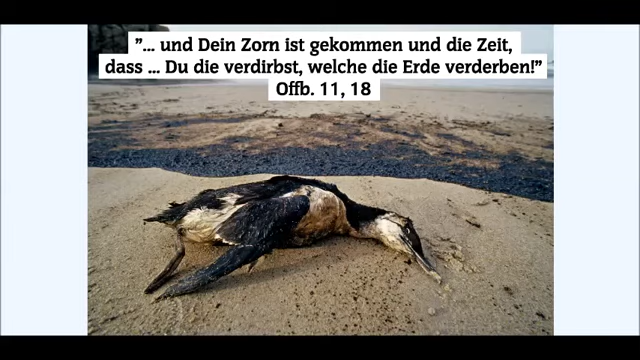 ”... und Dein Zorn ist gekommen und die Zeit,
dass ... Du die verdirbst, welche die Erde verderben!”
Offb. 11, 18